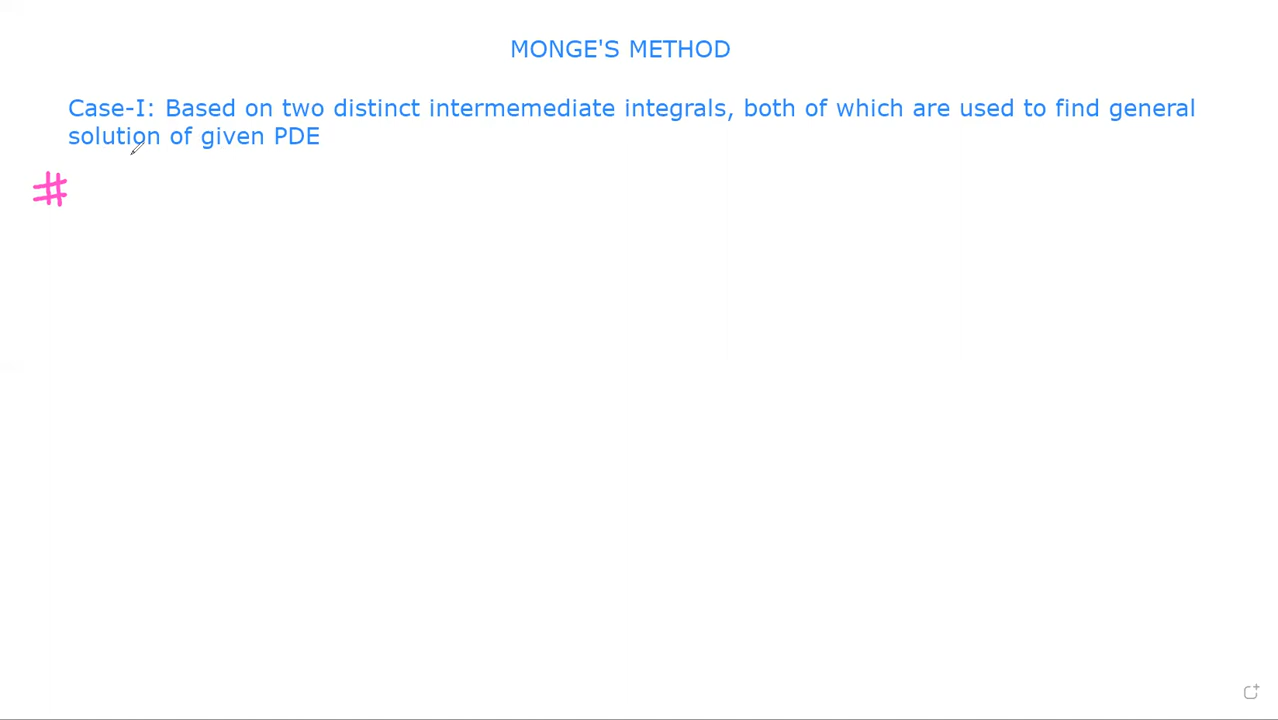 MONGE'S METHOD
Case-I: Based on two distinct intermemediate integrals, both of which are used to find general
solution of given PDE
#